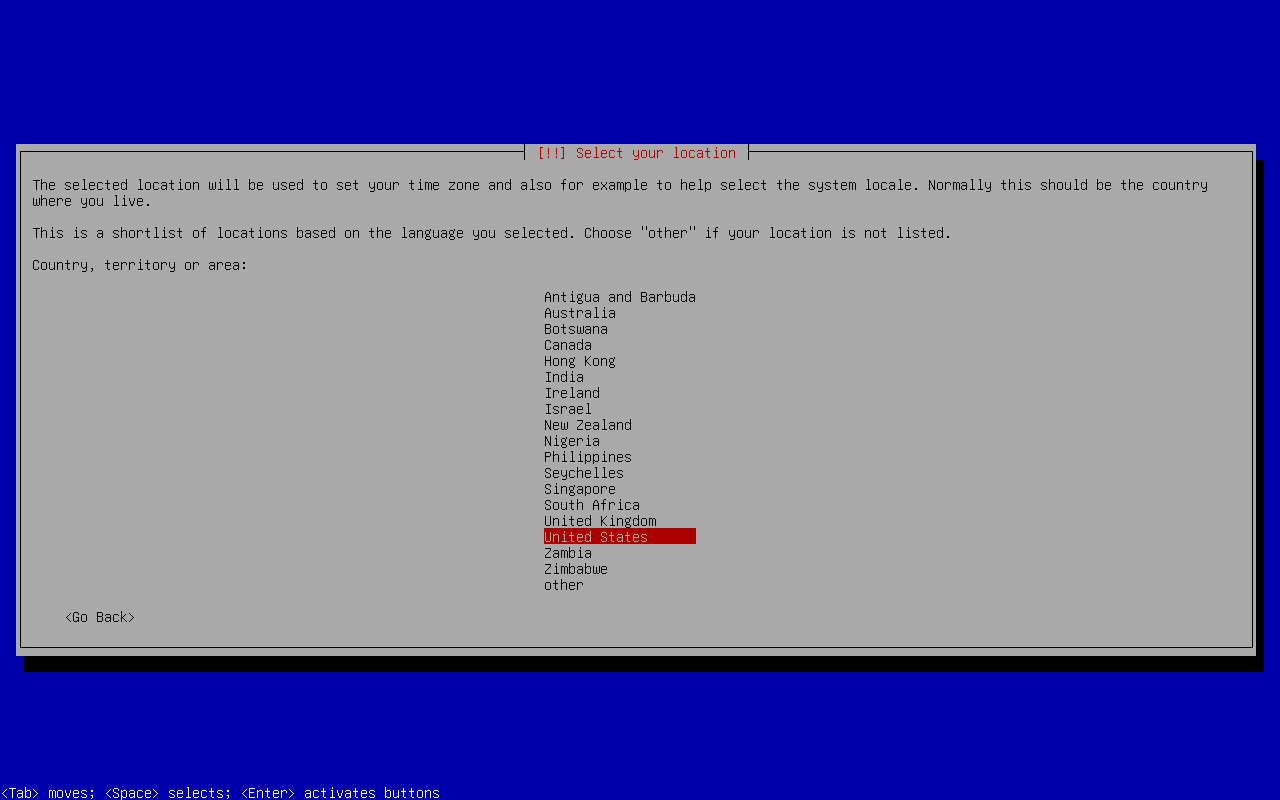 [!!] Select your location
The selected location will be used to set your time zone and also for example to help select the system locale. Normally this should be the country
where you live.
This is a shortlist of locations based on the language you selected. Choose "other" if your location is not listed.
Country, territory or area:
Antigua and Barbuda
Australia
Botswana
Canada
Hong Kong
India
Ireland
Israel
New Zealand
Nigeria
Philippines
Seychelles
Singapore
South Africa
United Kingdom
United States
Zambia
Zimbabwe
other
<Go Back>
<Tab> moves; <Space> selects; <Enter> activates buttons